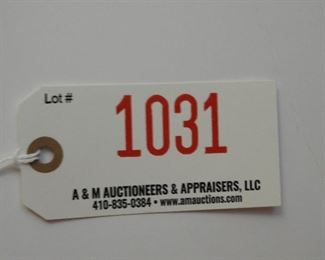 Lot #
1031
A & M AUCTIONEERS & APPRAISERS, LLC
410-835-0384 • www.amauctions.com